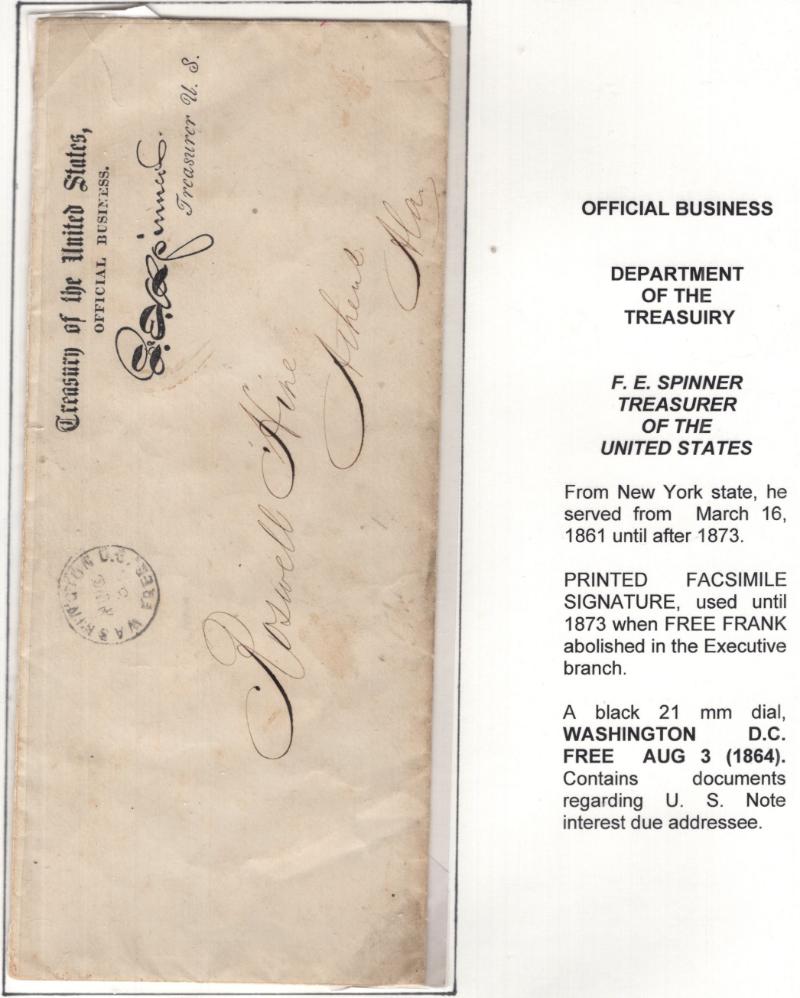 Treasury of the United States,
OFFICIAL BUSINESS.
F. E. Spinner
Treasurer U. S.
WASHINGTON D.C. FREE
AUG
3
Roswell Hine
Athens
Ala
OFFICIAL BUSINESS
DEPARTMENT
OF THE
TREASUIRY
F. E. SPINNER
TREASURER
OF THE
UNITED STATES
From New York state, he
served from March 16,
1861 until after 1873.
PRINTED FACSIMILE
SIGNATURE, used until
1873 when FREE FRANK
abolished in the Executive
branch.
A black 21 mm dial,
WASHINGTON D.C.
FREE AUG 3 (1864).
Contains documents
regarding U. S. Note
interest due addressee.